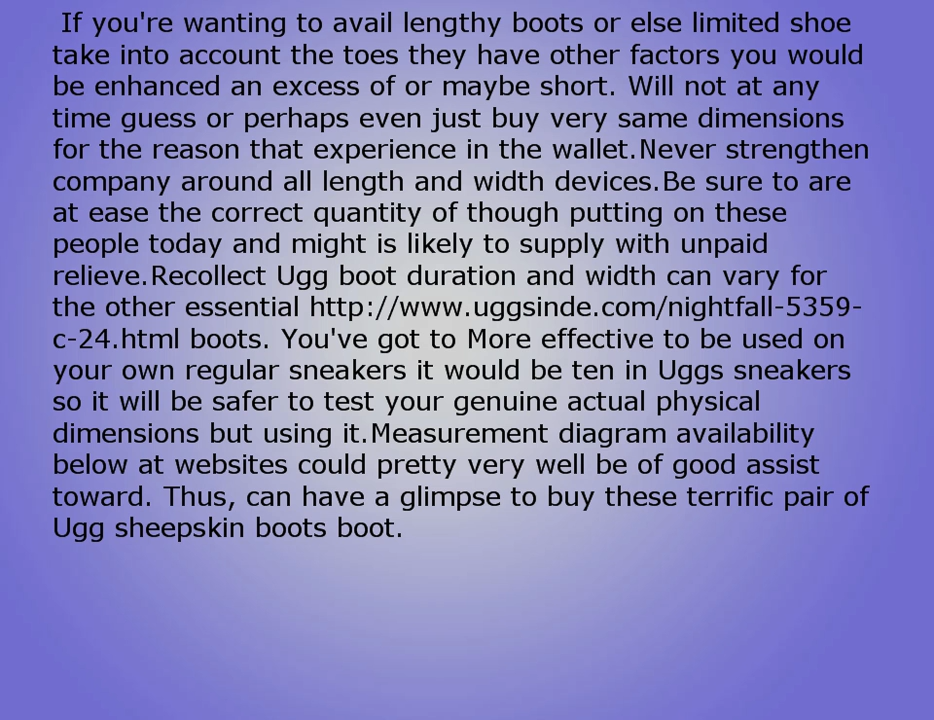 If you're wanting to avail lengthy boots or else limited shoe
take into account the toes they have other factors you would
be enhanced an excess of or maybe short. Will not at any
time guess or perhaps even just buy very same dimensions
for the reason that experience in the wallet.Never strengthen
company around all length and width devices.Be sure to are
at ease the correct quantity of though putting on these
people today and might is likely to supply with unpaid
relieve.Recollect Ugg boot duration and width can vary for
the other essential http://www.uggsinde.com/nightfall-5359-
c-24.html boots. You've got to More effective to be used on
your own regular sneakers it would be ten in Uggs sneakers
so it will be safer to test your genuine actual physical
dimensions but using it.Measurement diagram availability
below at websites could pretty very well be of good assist
toward. Thus, can have a glimpse to buy these terrific pair of
Ugg sheepskin boots boot.